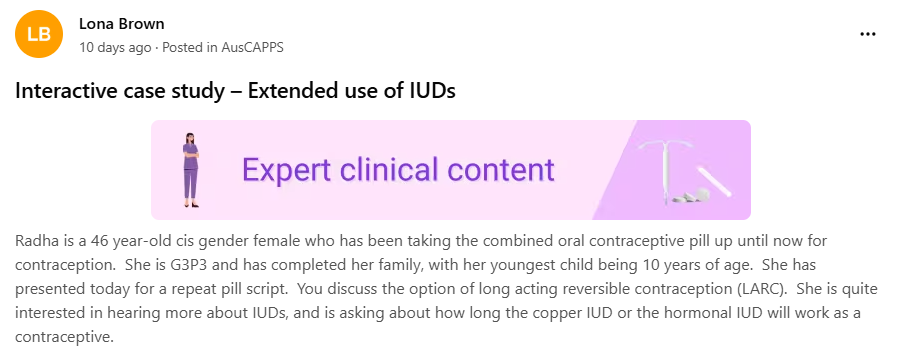 LB
Lona Brown
10 days ago · Posted in AusCAPPS
Interactive case study – Extended use of IUDs
Expert clinical content
Radha is a 46 year-old cis gender female who has been taking the combined oral contraceptive pill up until now for
contraception.  She is G3P3 and has completed her family, with her youngest child being 10 years of age.  She has
presented today for a repeat pill script.  You discuss the option of long acting reversible contraception (LARC).  She is quite
interested in hearing more about IUDs, and is asking about how long the copper IUD or the hormonal IUD will work as a
contraceptive.